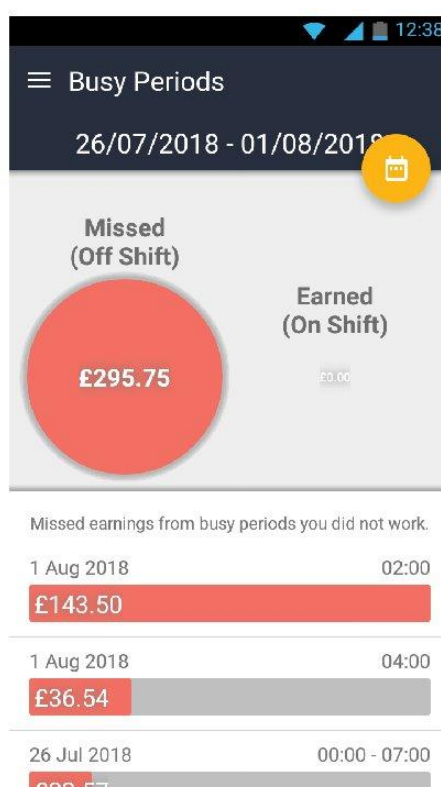 12:38
Busy Periods
26/07/2018 - 01/08/2018
Missed
(Off Shift)
Earned
(On Shift)
£295.75
£0.00
Missed earnings from busy periods you did not work.
1 Aug 2018 02:00
£143.50
1 Aug 2018 04:00
£36.54
26 Jul 2018 00:00 - 07:00